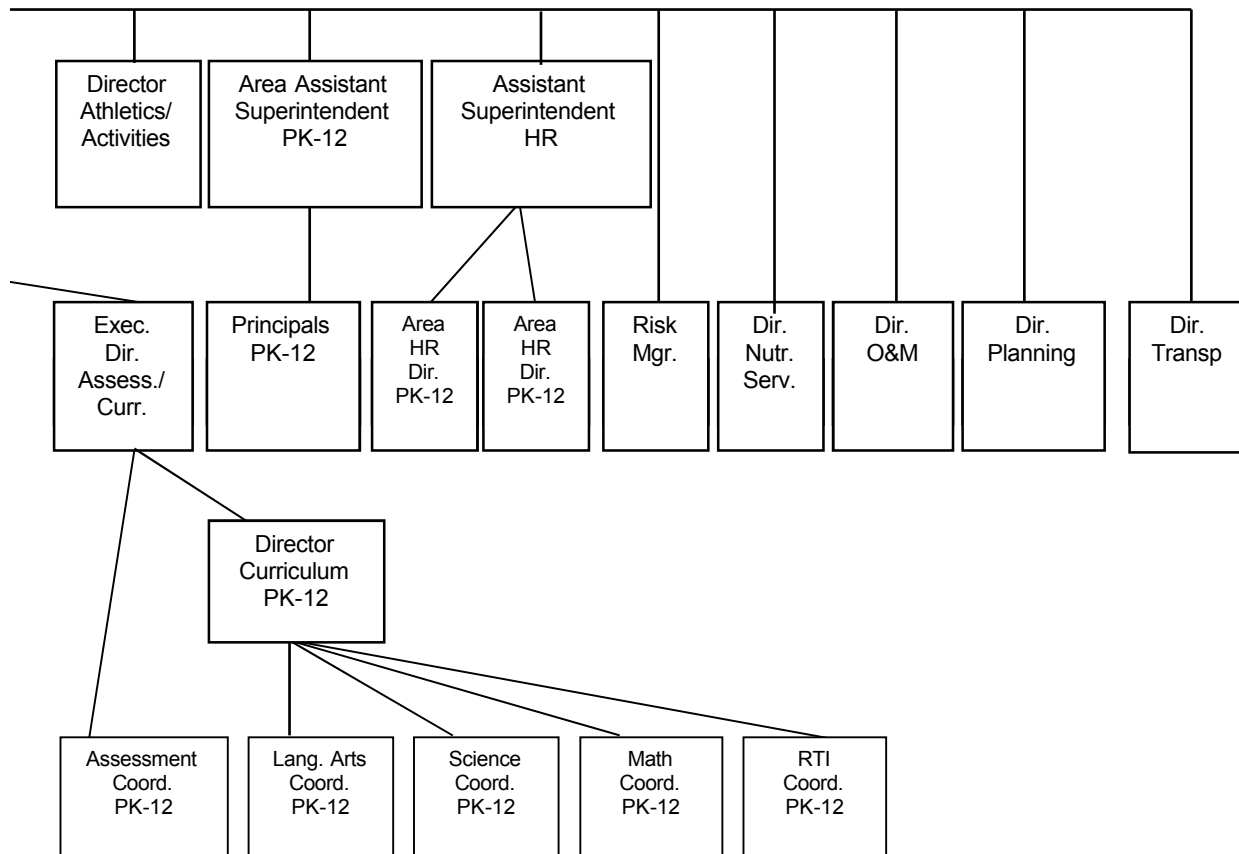 Director
Athletics/
Activities
Area Assistant
Superintendent
PK-12
Assistant
Superintendent
HR
Exec.
Dir.
Assess./
Curr.
Principals
PK-12
Area
HR
Dir.
PK-12
Area
HR
Dir.
PK-12
Risk
Mgr.
Dir.
Nutr.
Serv.
Dir.
O&M
Dir.
Planning
Dir.
Transp
Director
Curriculum
PK-12
Assessment
Coord.
PK-12
Lang. Arts
Coord.
PK-12
Science
Coord.
PK-12
Math
Coord.
PK-12
RTI
Coord.
PK-12